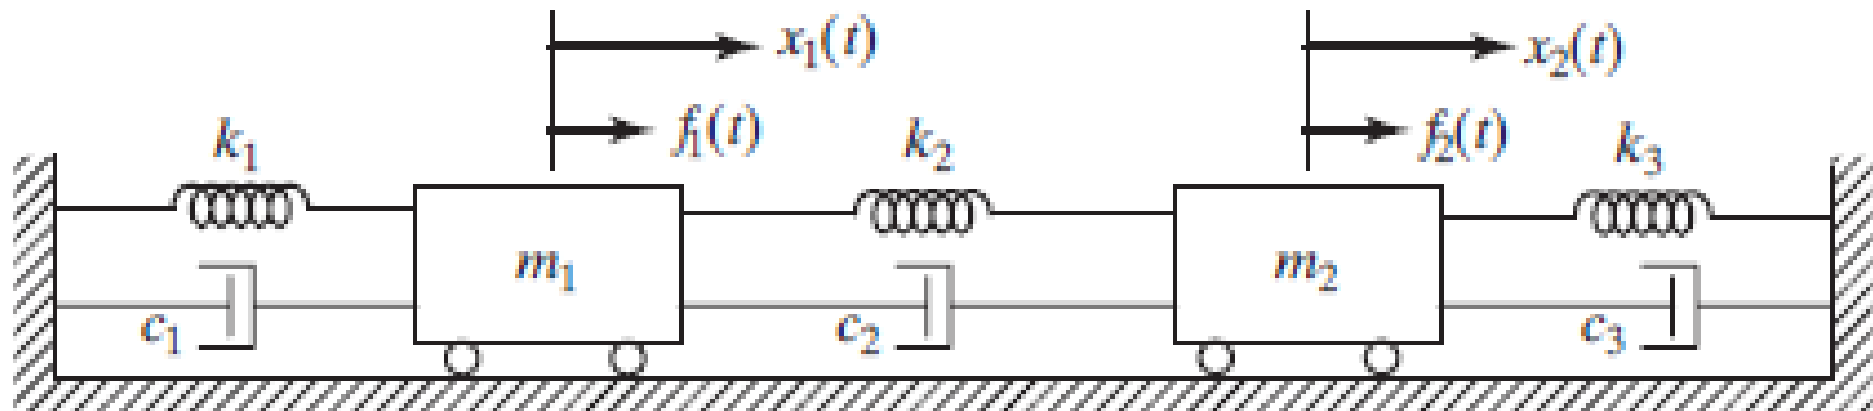 x₁(t) x₂(t)
f₁(t) f₂(t)
k₁ k₂ k₃
m₁ m₂
c₁ c₂ c₃